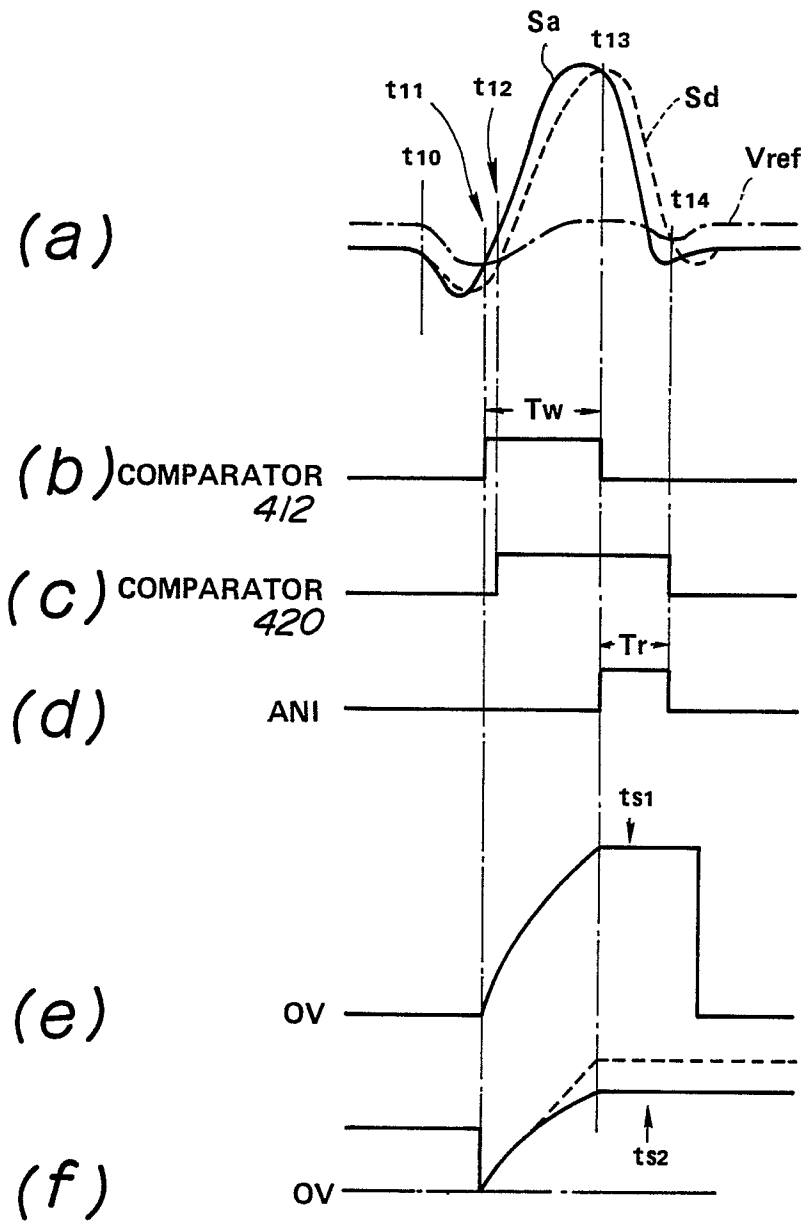 Sa
t13
t11
t12
Sd
t10
Vref
t14
(a)
Tw
(b) COMPARATOR
412
(c) COMPARATOR
420
Tr
(d) ANI
ts1
(e) OV
ts2
(f) OV